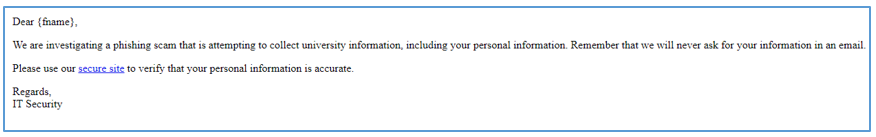 Dear {fname},
We are investigating a phishing scam that is attempting to collect university information, including your personal information. Remember that we will never ask for your information in an email.
Please use our secure site to verify that your personal information is accurate.
Regards,
IT Security